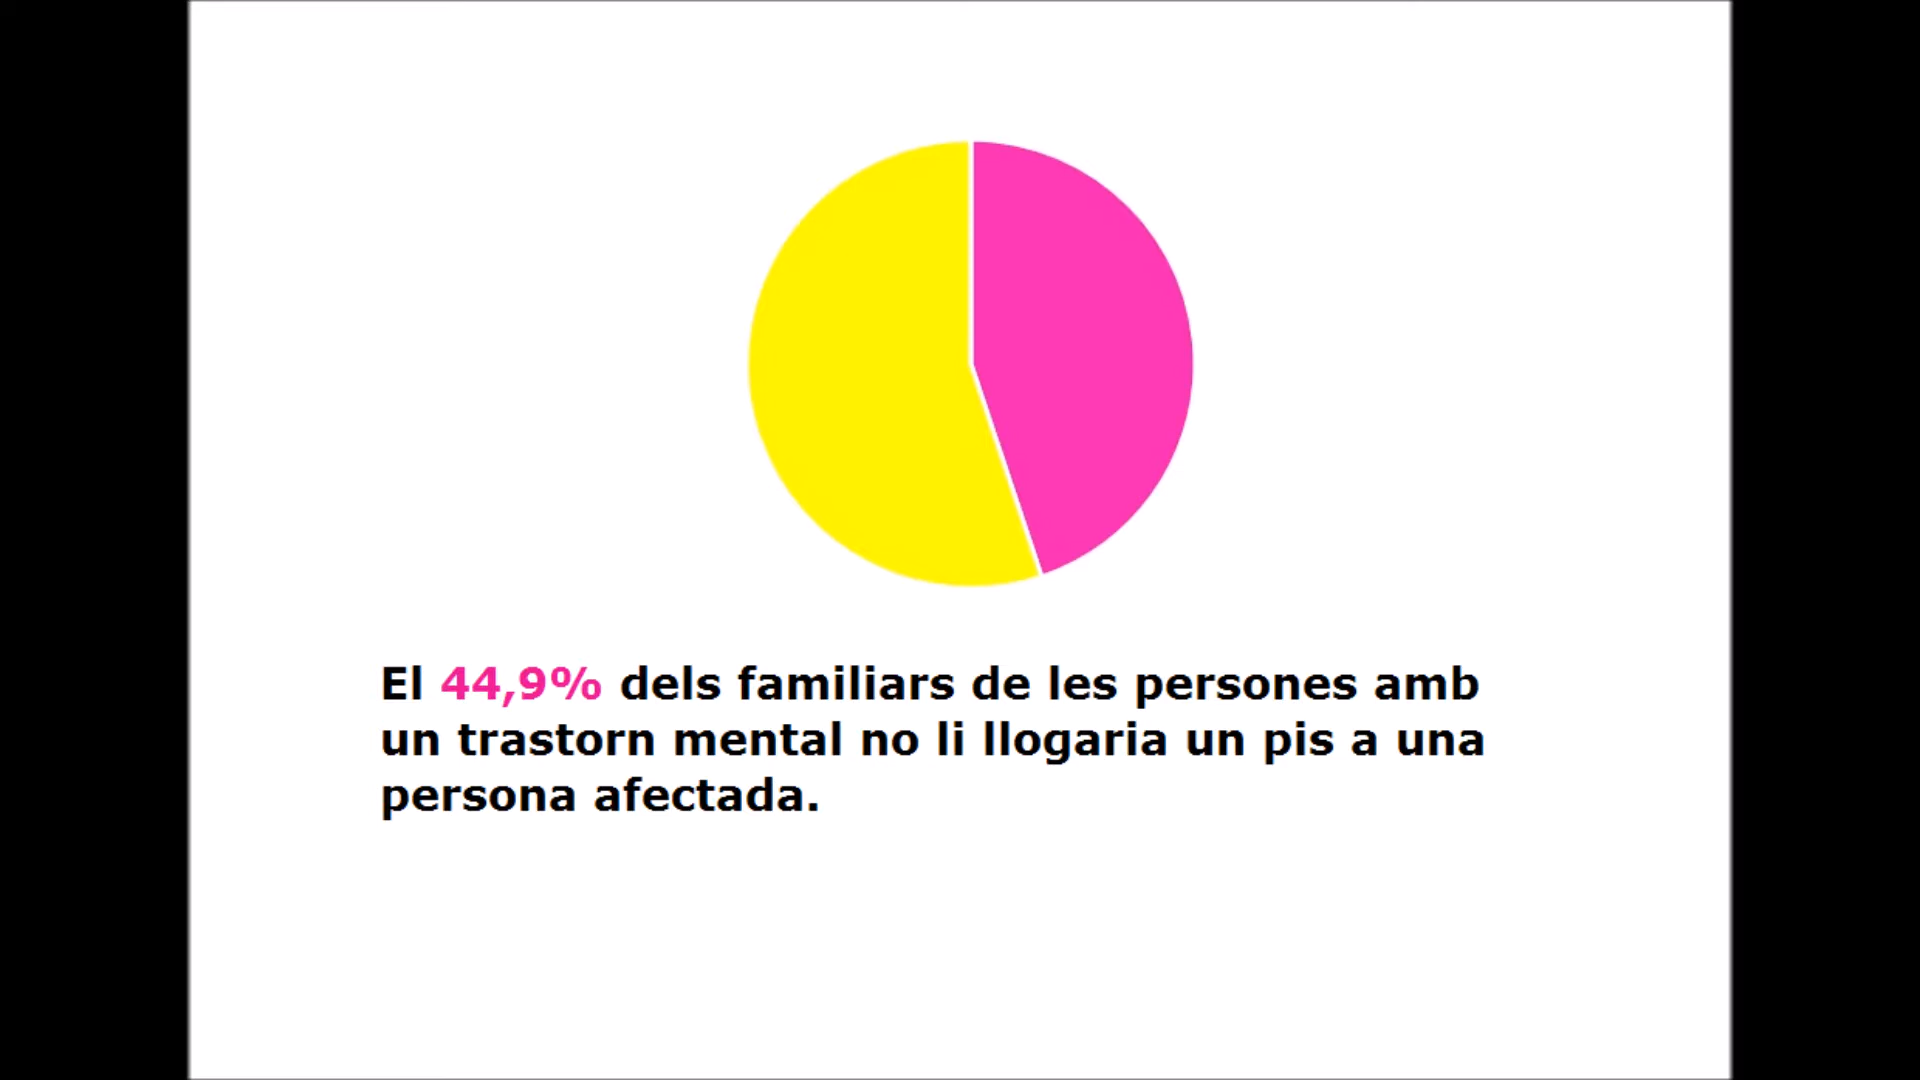 El 44,9% dels familiars de les persones amb
un trastorn mental no li llogaria un pis a una
persona afectada.